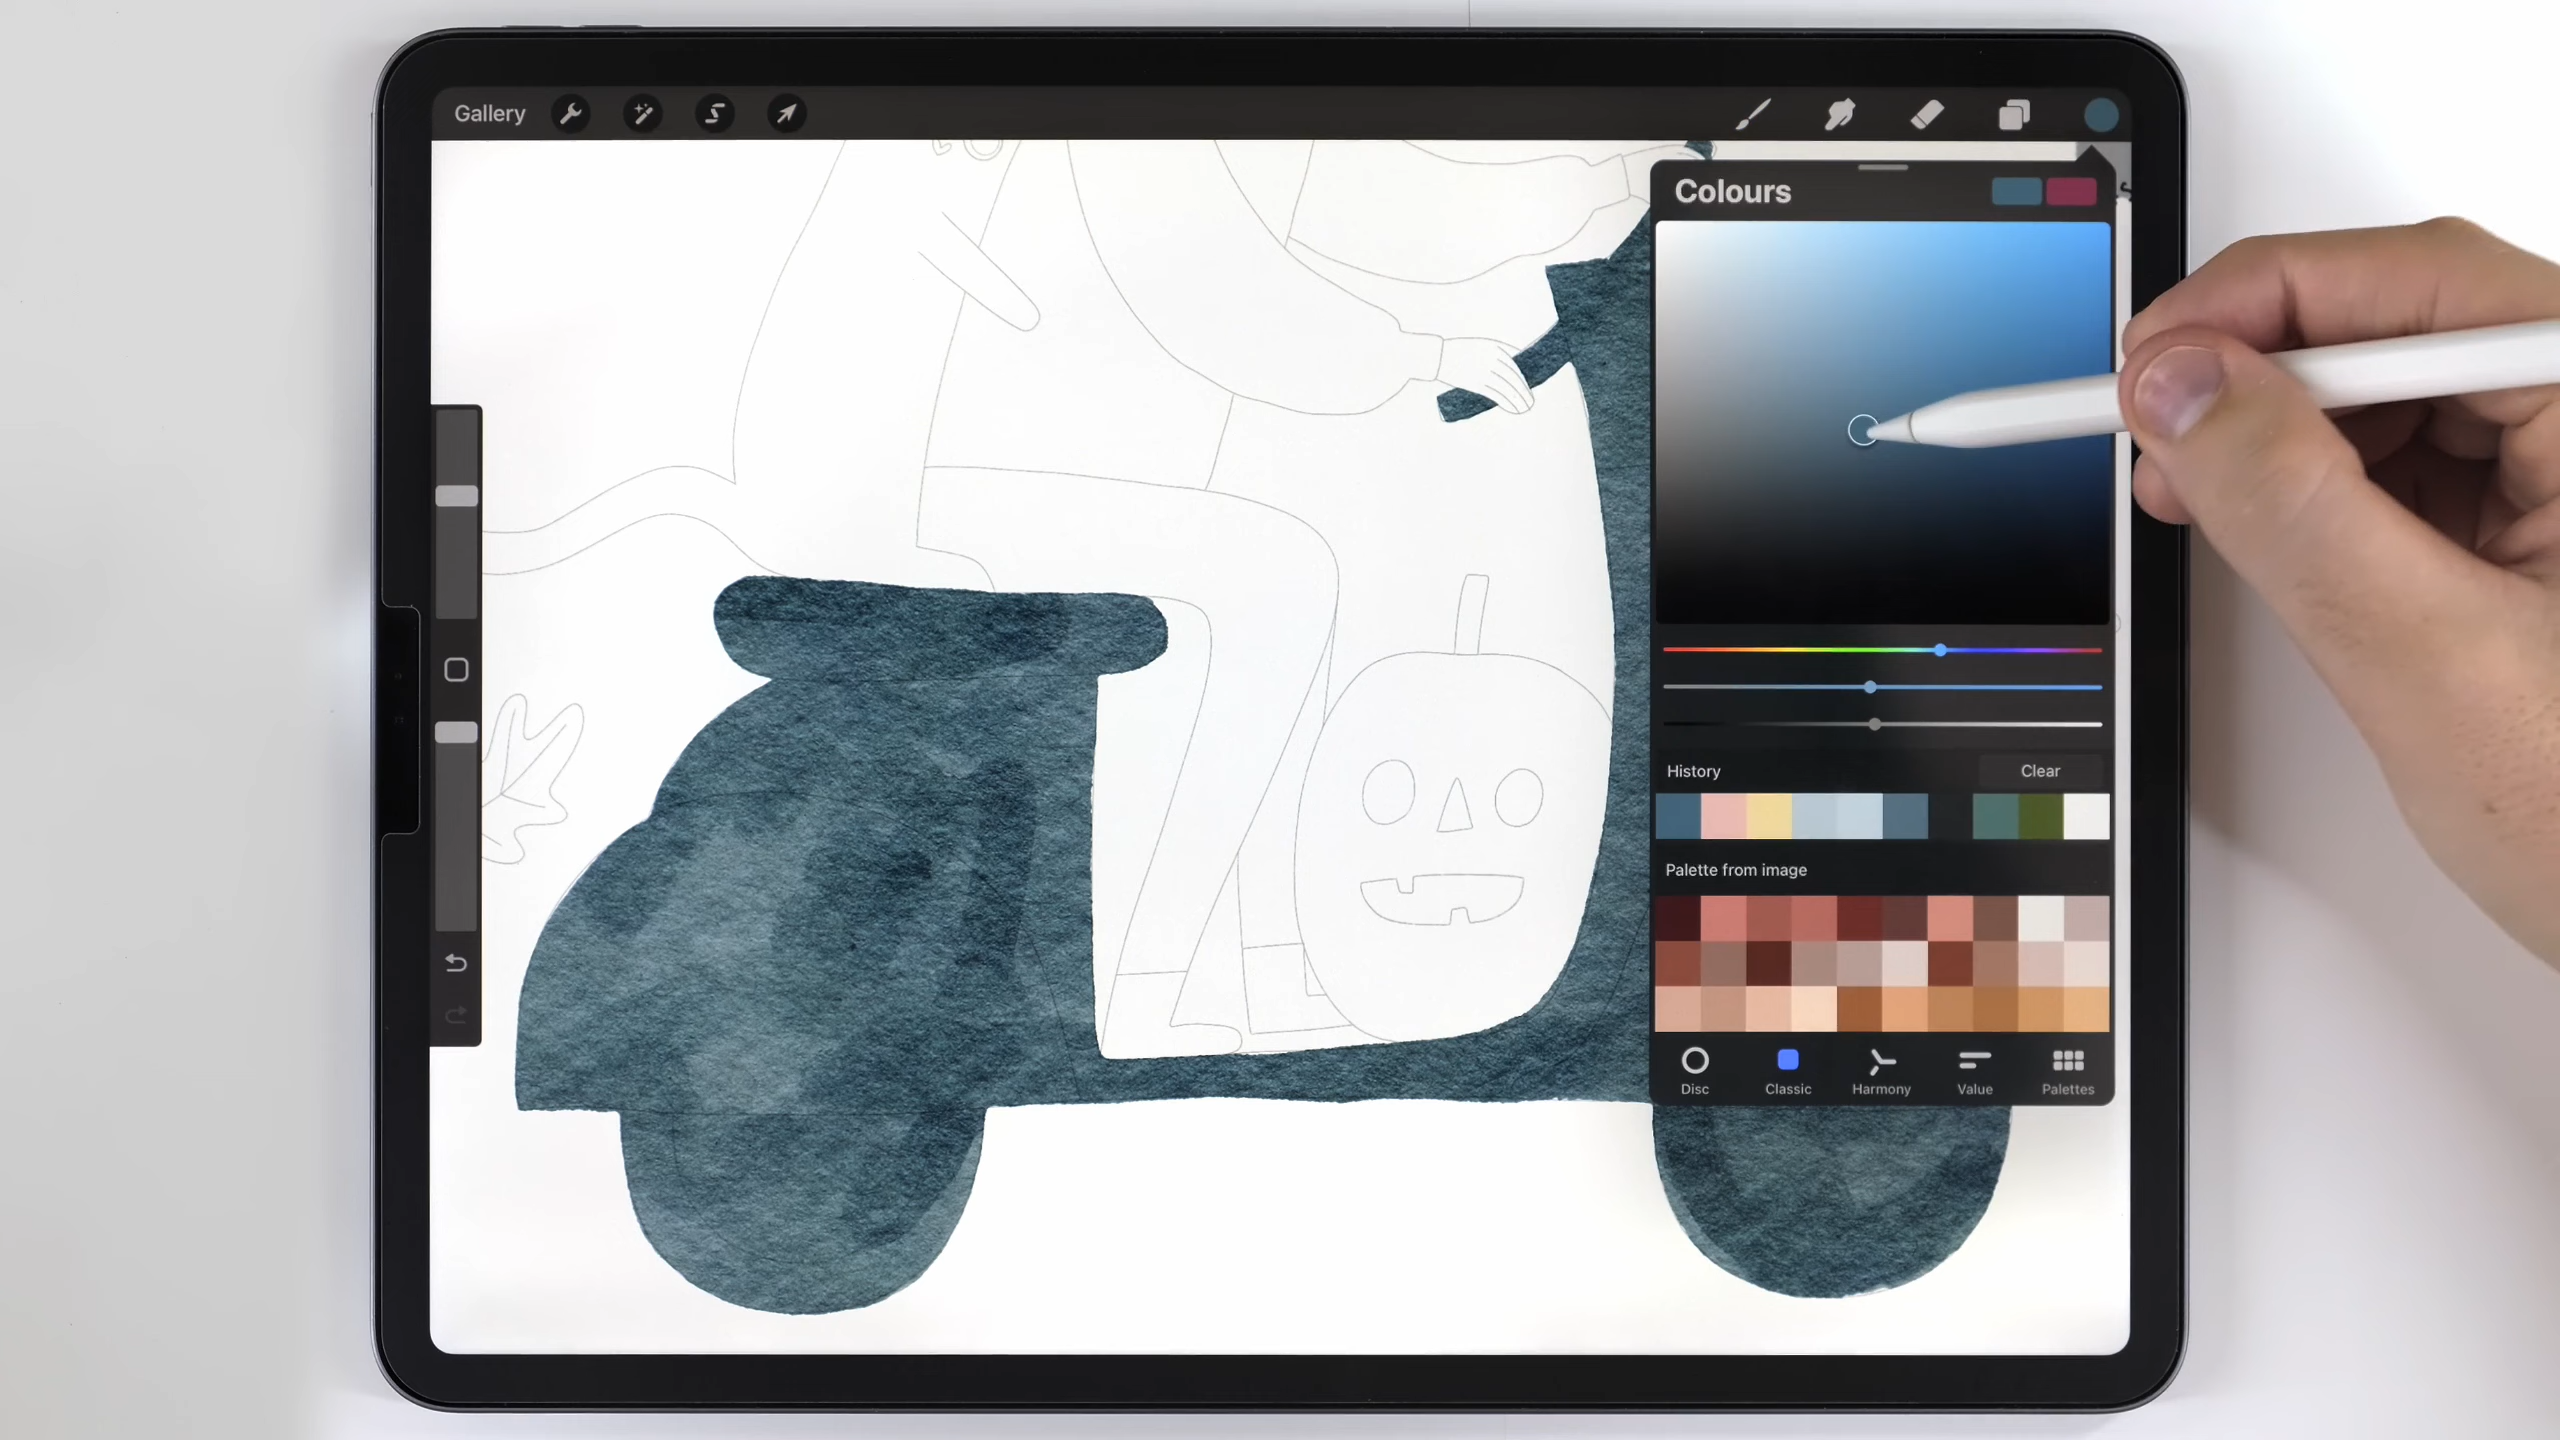 Gallery
Colours
History
Clear
Palette from image
Disc
Classic
Harmony
Value
Palettes